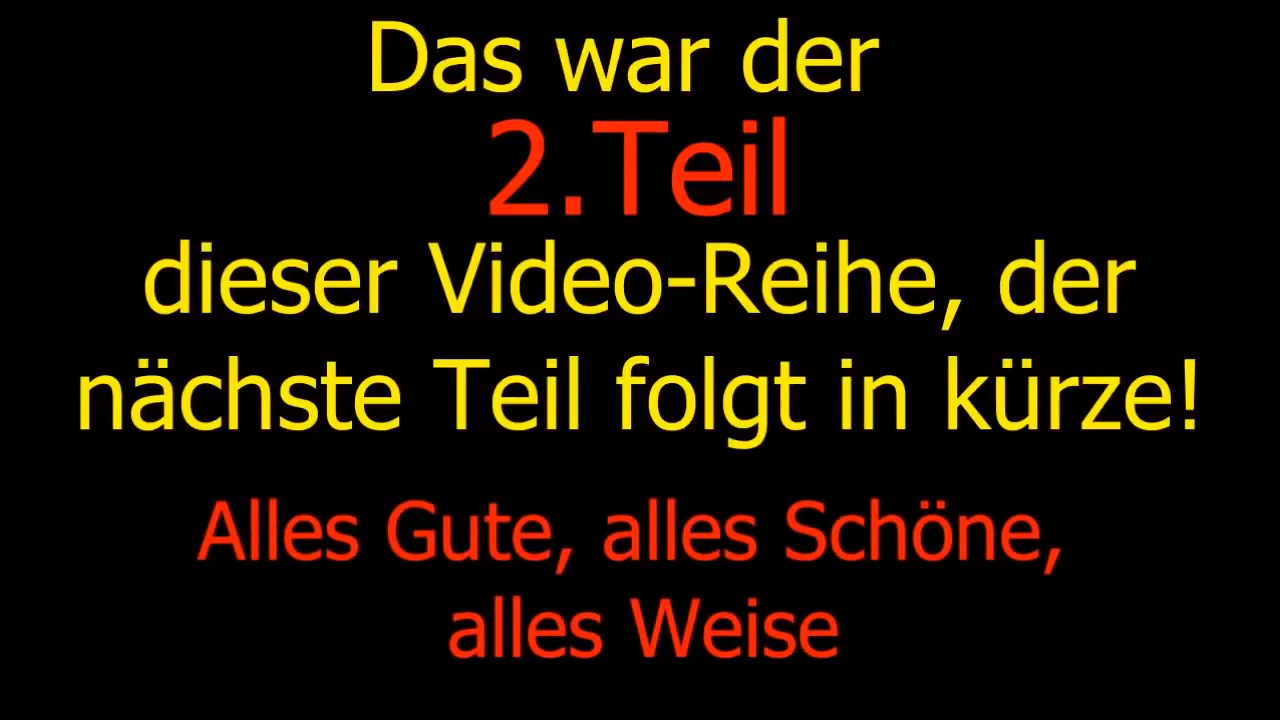 Das war der
2.Teil
dieser Video-Reihe, der
nächste Teil folgt in kürze!
Alles Gute, alles Schöne,
alles Weise